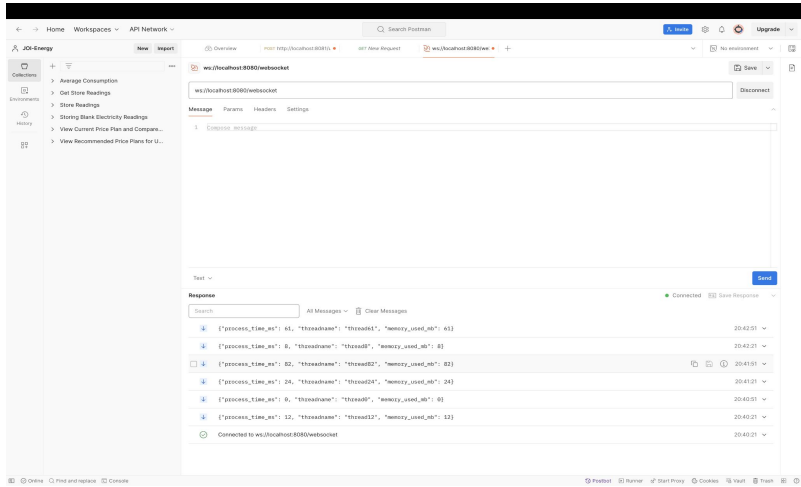 Home Workspaces API Network Search Postman Invite Upgrade
JOI-Energy New Import Overview POST http://localhost:8081/c GET New Request ws://localhost:8080/we No environment
Collections
Environments
History
Average Consumption
Get Store Readings
Store Readings
Storing Blank Electricity Readings
View Current Price Plan and Compare...
View Recommended Price Plans for U...
ws://localhost:8080/websocket Save
ws://localhost:8080/websocket Disconnect
Message Params Headers Settings
1 Compose message
Text Send
Response Connected Save Response
Search All Messages Clear Messages
{"process_time_ms": 61, "threadname": "thread61", "memory_used_mb": 61} 20:42:51
{"process_time_ms": 8, "threadname": "thread8", "memory_used_mb": 8} 20:42:21
{"process_time_ms": 82, "threadname": "thread82", "memory_used_mb": 82} 20:41:51
{"process_time_ms": 24, "threadname": "thread24", "memory_used_mb": 24} 20:41:21
{"process_time_ms": 0, "threadname": "thread0", "memory_used_mb": 0} 20:40:51
{"process_time_ms": 12, "threadname": "thread12", "memory_used_mb": 12} 20:40:21
Connected to ws://localhost:8080/websocket 20:40:21
Online Find and replace Console Postbot Runner Start Proxy Cookies Vault Trash